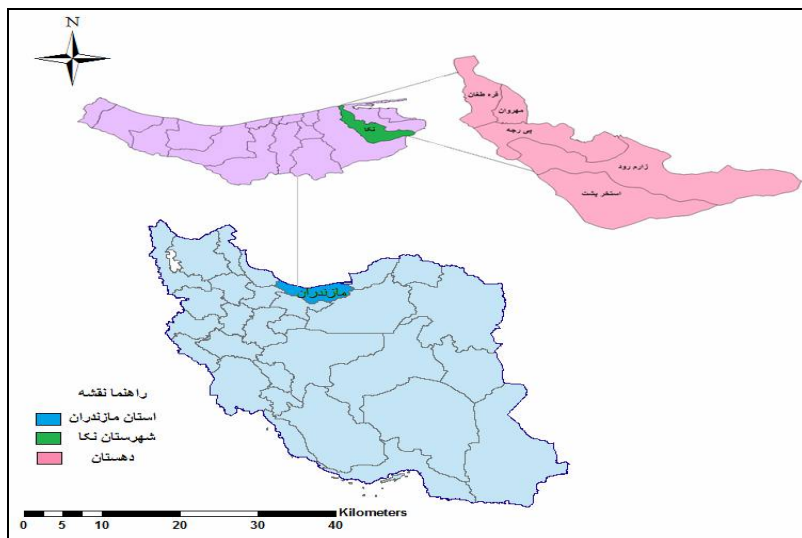 N
قره طغان
مهروان
نکا
پی رجه
زارم رود
استخر پشت
مازندران
راهنما نقشه
استان مازندران
شهرستان نکا
دهستان
Kilometers
0 5 10 20 30 40